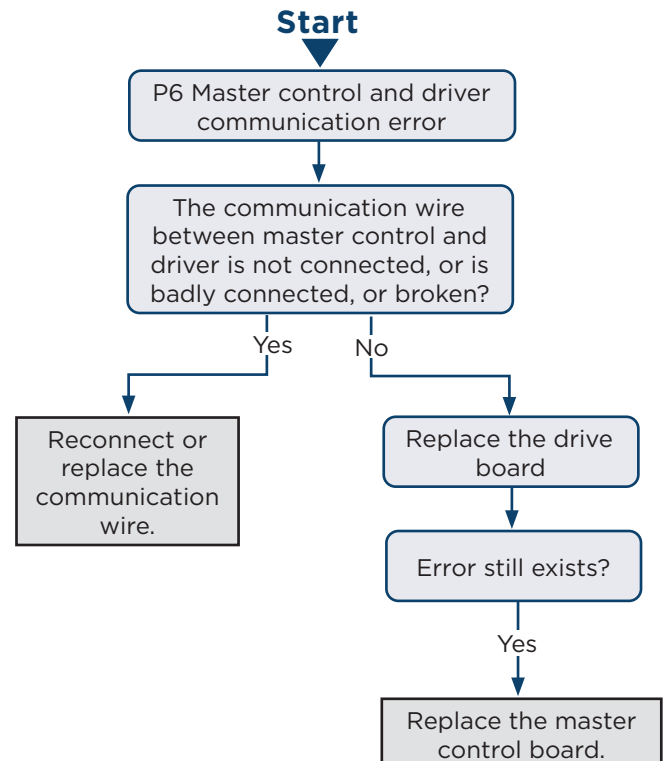 Start
P6 Master control and driver
communication error
The communication wire
between master control and
driver is not connected, or is
badly connected, or broken?
Yes
No
Reconnect or
replace the
communication
wire.
Replace the drive
board
Error still exists?
Yes
Replace the master
control board.